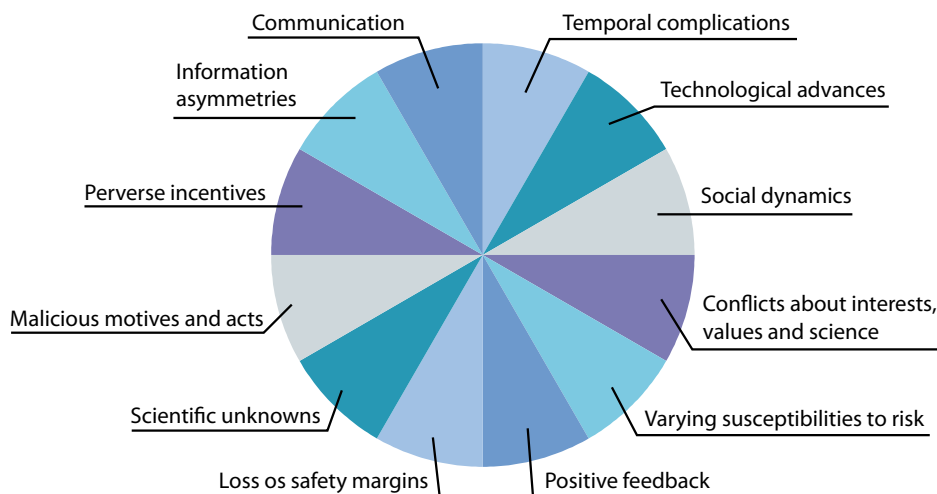 Communication
Temporal complications
Information
asymmetries
Technological advances
Perverse incentives
Social dynamics
Malicious motives and acts
Conflicts about interests,
values and science
Scientific unknowns
Varying susceptibilities to risk
Loss os safety margins
Positive feedback